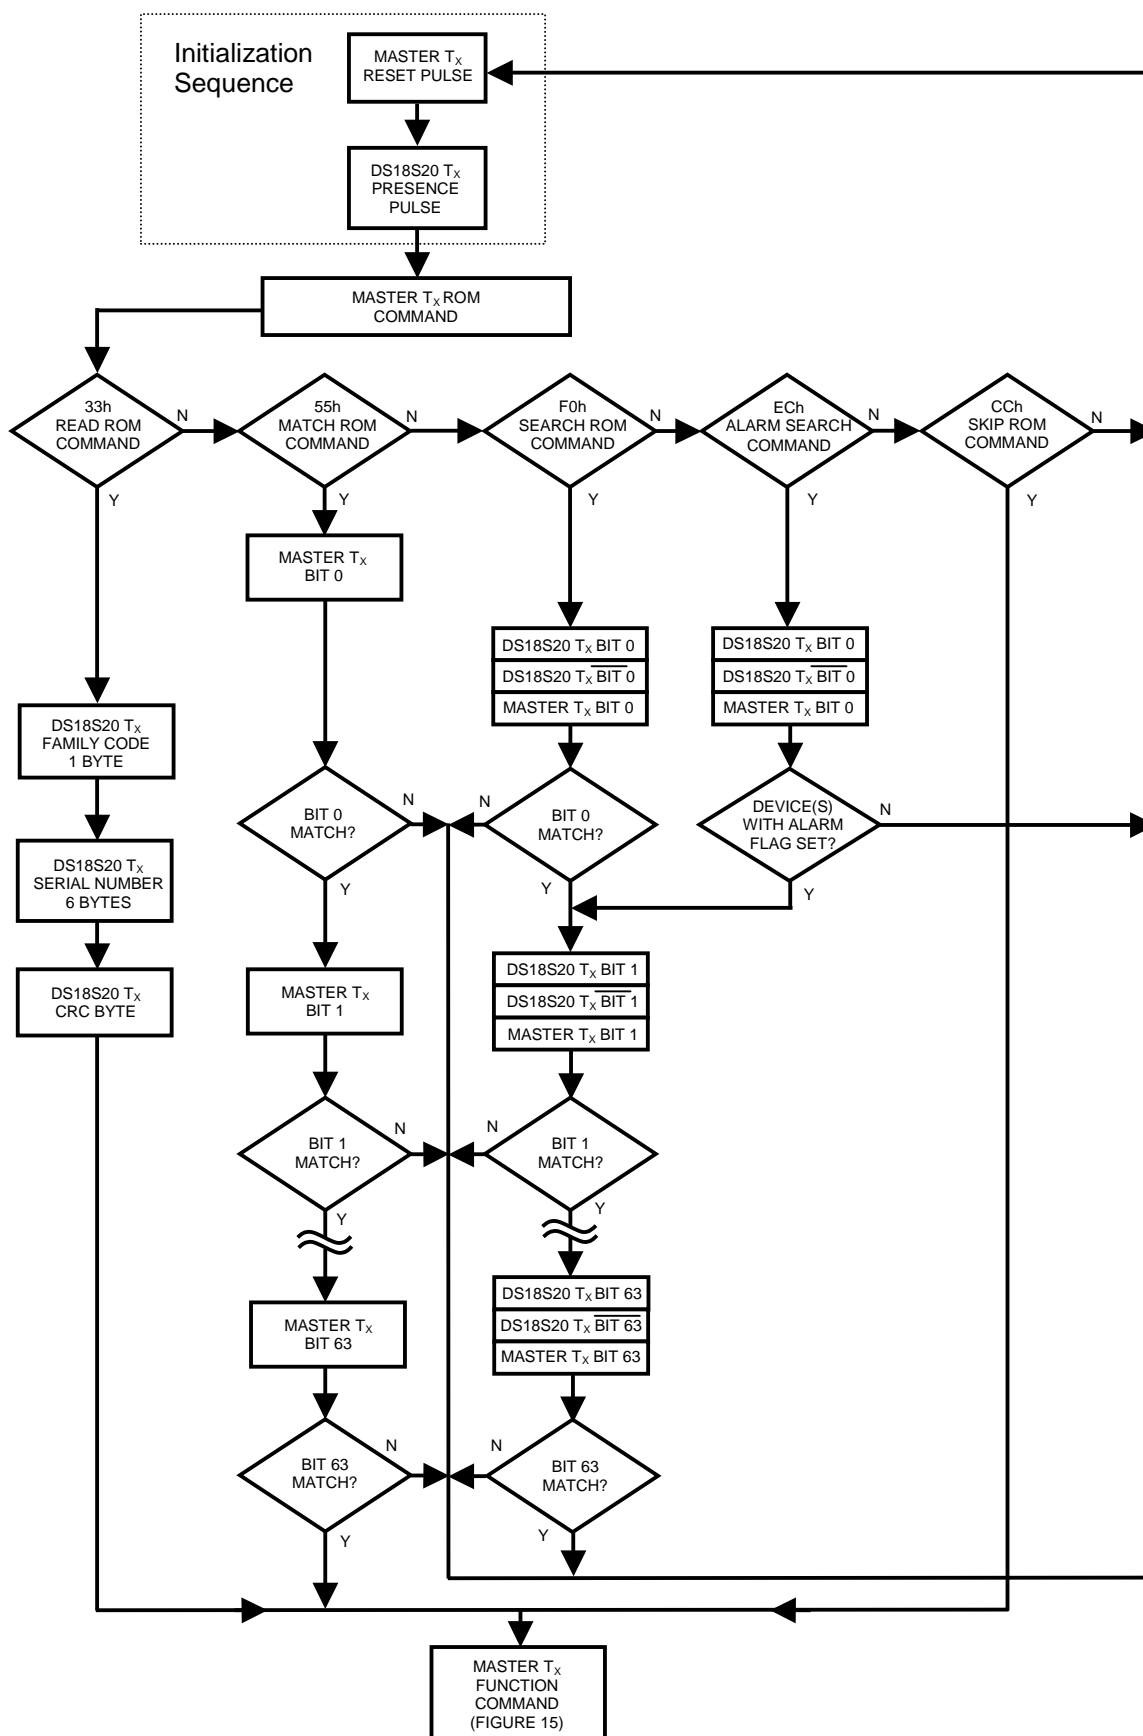 Initialization
Sequence
MASTER TX
RESET PULSE
DS18S20 TX
PRESENCE
PULSE
MASTER TX ROM
COMMAND
33h
READ ROM
COMMAND
N
Y
55h
MATCH ROM
COMMAND
N
Y
F0h
SEARCH ROM
COMMAND
N
Y
ECh
ALARM SEARCH
COMMAND
N
Y
CCh
SKIP ROM
COMMAND
N
Y
MASTER TX
BIT 0
DS18S20 TX BIT 0
DS18S20 TX BIT 0
MASTER TX BIT 0
DS18S20 TX BIT 0
DS18S20 TX BIT 0
MASTER TX BIT 0
DS18S20 TX
FAMILY CODE
1 BYTE
DS18S20 TX
SERIAL NUMBER
6 BYTES
DS18S20 TX
CRC BYTE
BIT 0
MATCH?
N
Y
N
BIT 0
MATCH?
Y
DEVICE(S)
WITH ALARM
FLAG SET?
N
Y
MASTER TX
BIT 1
DS18S20 TX BIT 1
DS18S20 TX BIT 1
MASTER TX BIT 1
BIT 1
MATCH?
N
Y
N
BIT 1
MATCH?
Y
MASTER TX
BIT 63
DS18S20 TX BIT 63
DS18S20 TX BIT 63
MASTER TX BIT 63
BIT 63
MATCH?
N
Y
N
BIT 63
MATCH?
Y
MASTER TX
FUNCTION
COMMAND
(FIGURE 15)